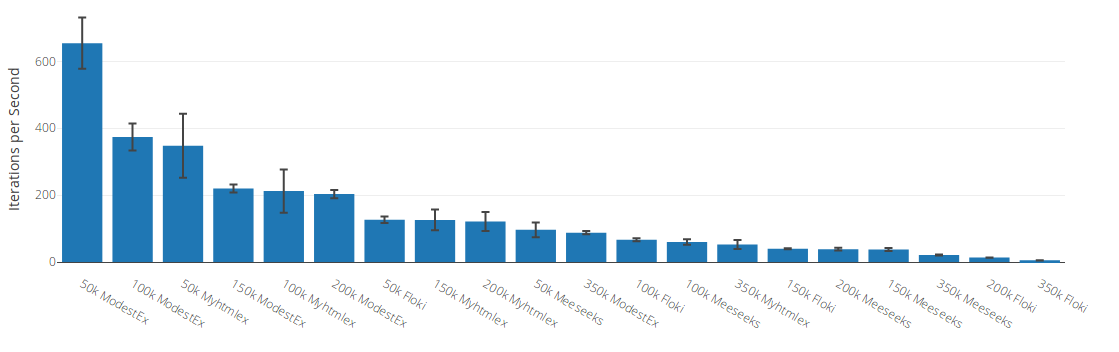 Iterations per Second
600
400
200
0
50k ModestEx
100k ModestEx
50k Myhtmlex
150k ModestEx
100k Myhtmlex
200k ModestEx
50k Floki
150k Myhtmlex
200k Myhtmlex
50k Meeseeks
350k ModestEx
100k Floki
100k Meeseeks
350k Myhtmlex
150k Floki
200k Meeseeks
150k Meeseeks
350k Meeseeks
200k Floki
350k Floki